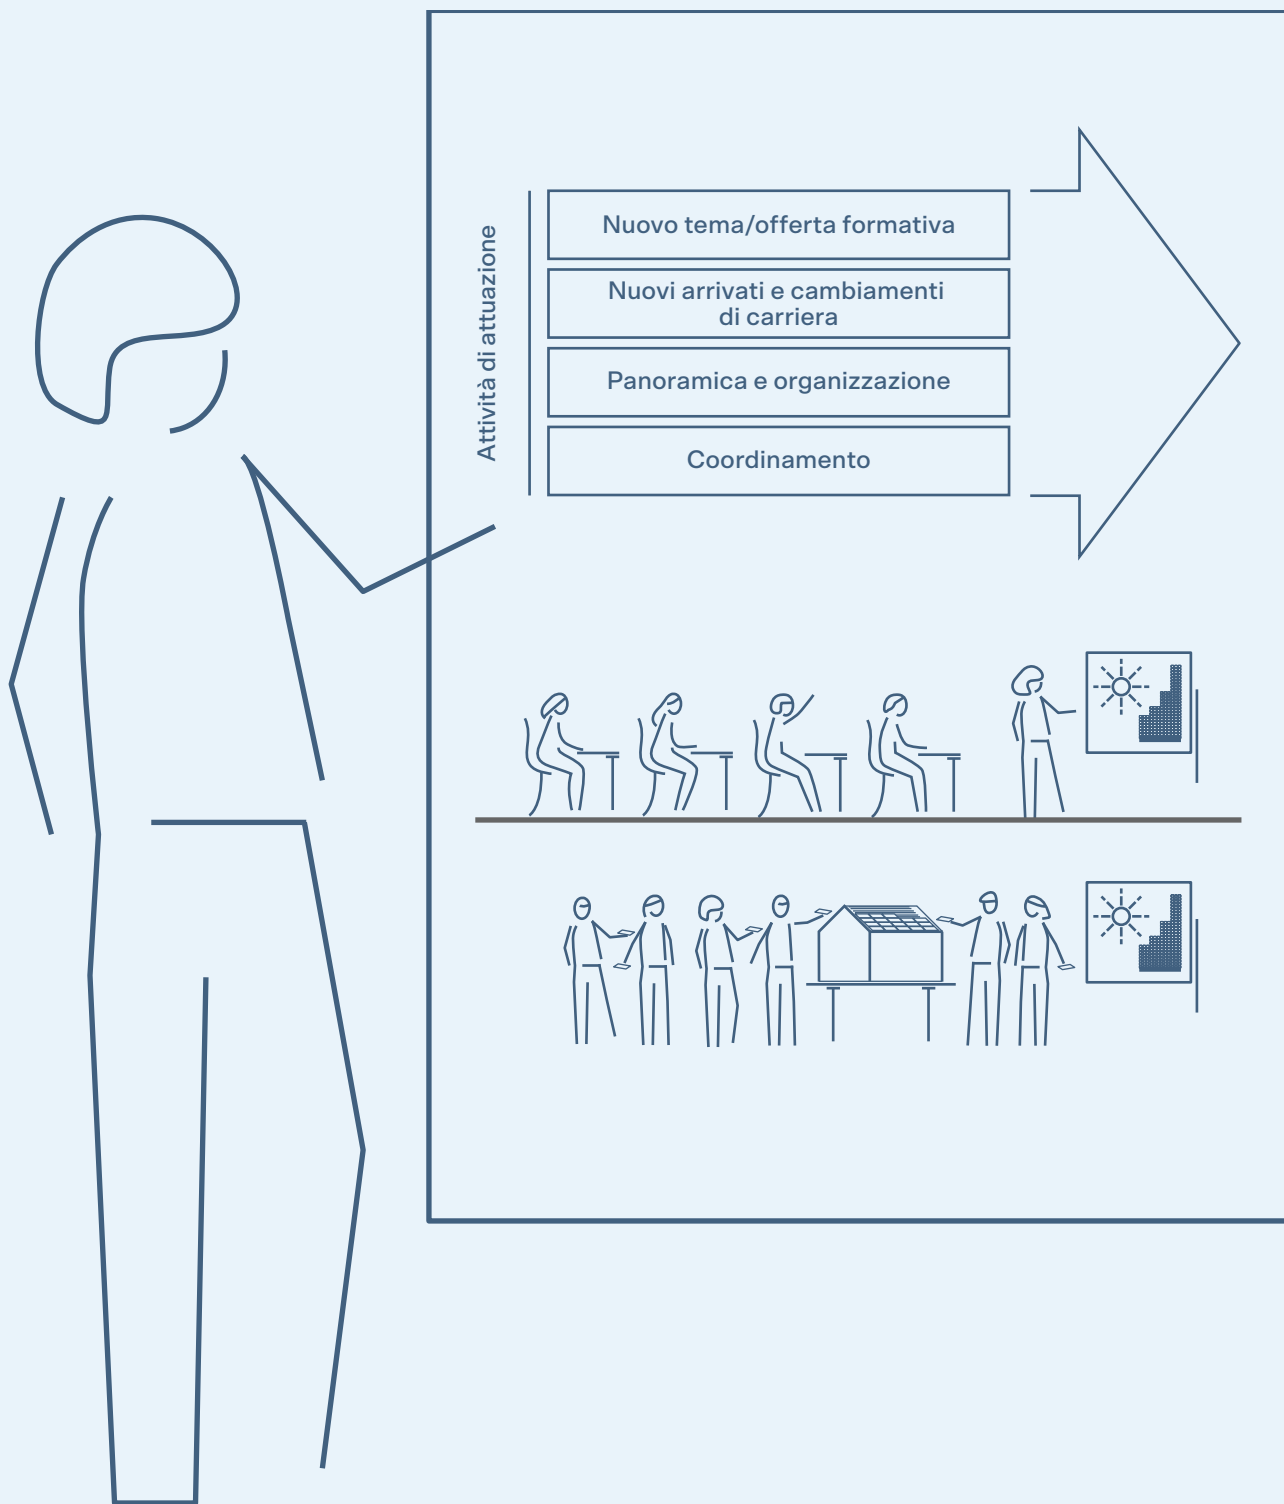 Attività di attuazione
Nuovo tema/offerta formativa
Nuovi arrivati e cambiamenti
di carriera
Panoramica e organizzazione
Coordinamento